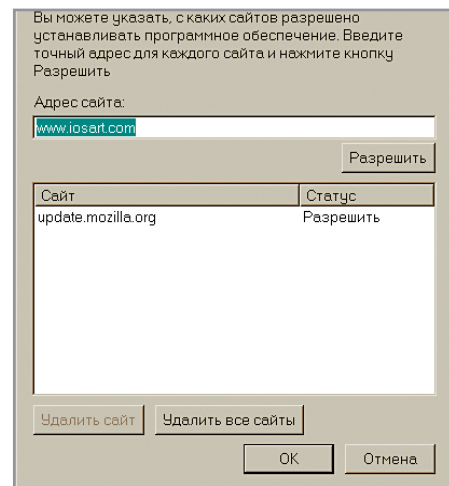 Вы можете указать, с каких сайтов разрешено
устанавливать программное обеспечение. Введите
точный адрес для каждого сайта и нажмите кнопку
Разрешить
Адрес сайта:
www.iosart.com
Разрешить
Сайт Статус
update.mozilla.org Разрешить
Удалить сайт Удалить все сайты
OK Отмена